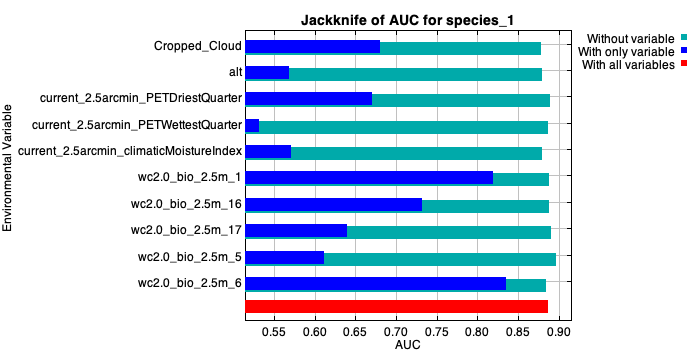 Jackknife of AUC for species_1
Without variable
With only variable
With all variables
Environmental Variable
Cropped_Cloud
alt
current_2.5arcmin_PETDriestQuarter
current_2.5arcmin_PETWettestQuarter
current_2.5arcmin_climaticMoistureIndex
wc2.0_bio_2.5m_1
wc2.0_bio_2.5m_16
wc2.0_bio_2.5m_17
wc2.0_bio_2.5m_5
wc2.0_bio_2.5m_6
0.55 0.60 0.65 0.70 0.75 0.80 0.85 0.90
AUC